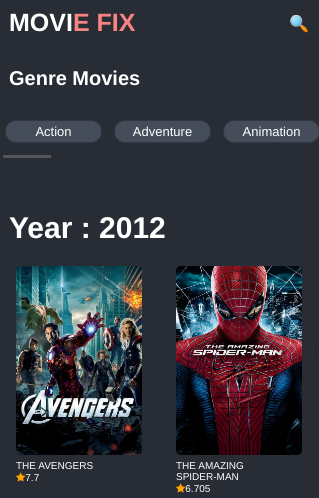 MOVIE FIX
Genre Movies
Action Adventure Animation
Year : 2012
AVENGERS
THE AMAZING
SPIDER-MAN
THE AVENGERS
7.7
THE AMAZING
SPIDER-MAN
6.705